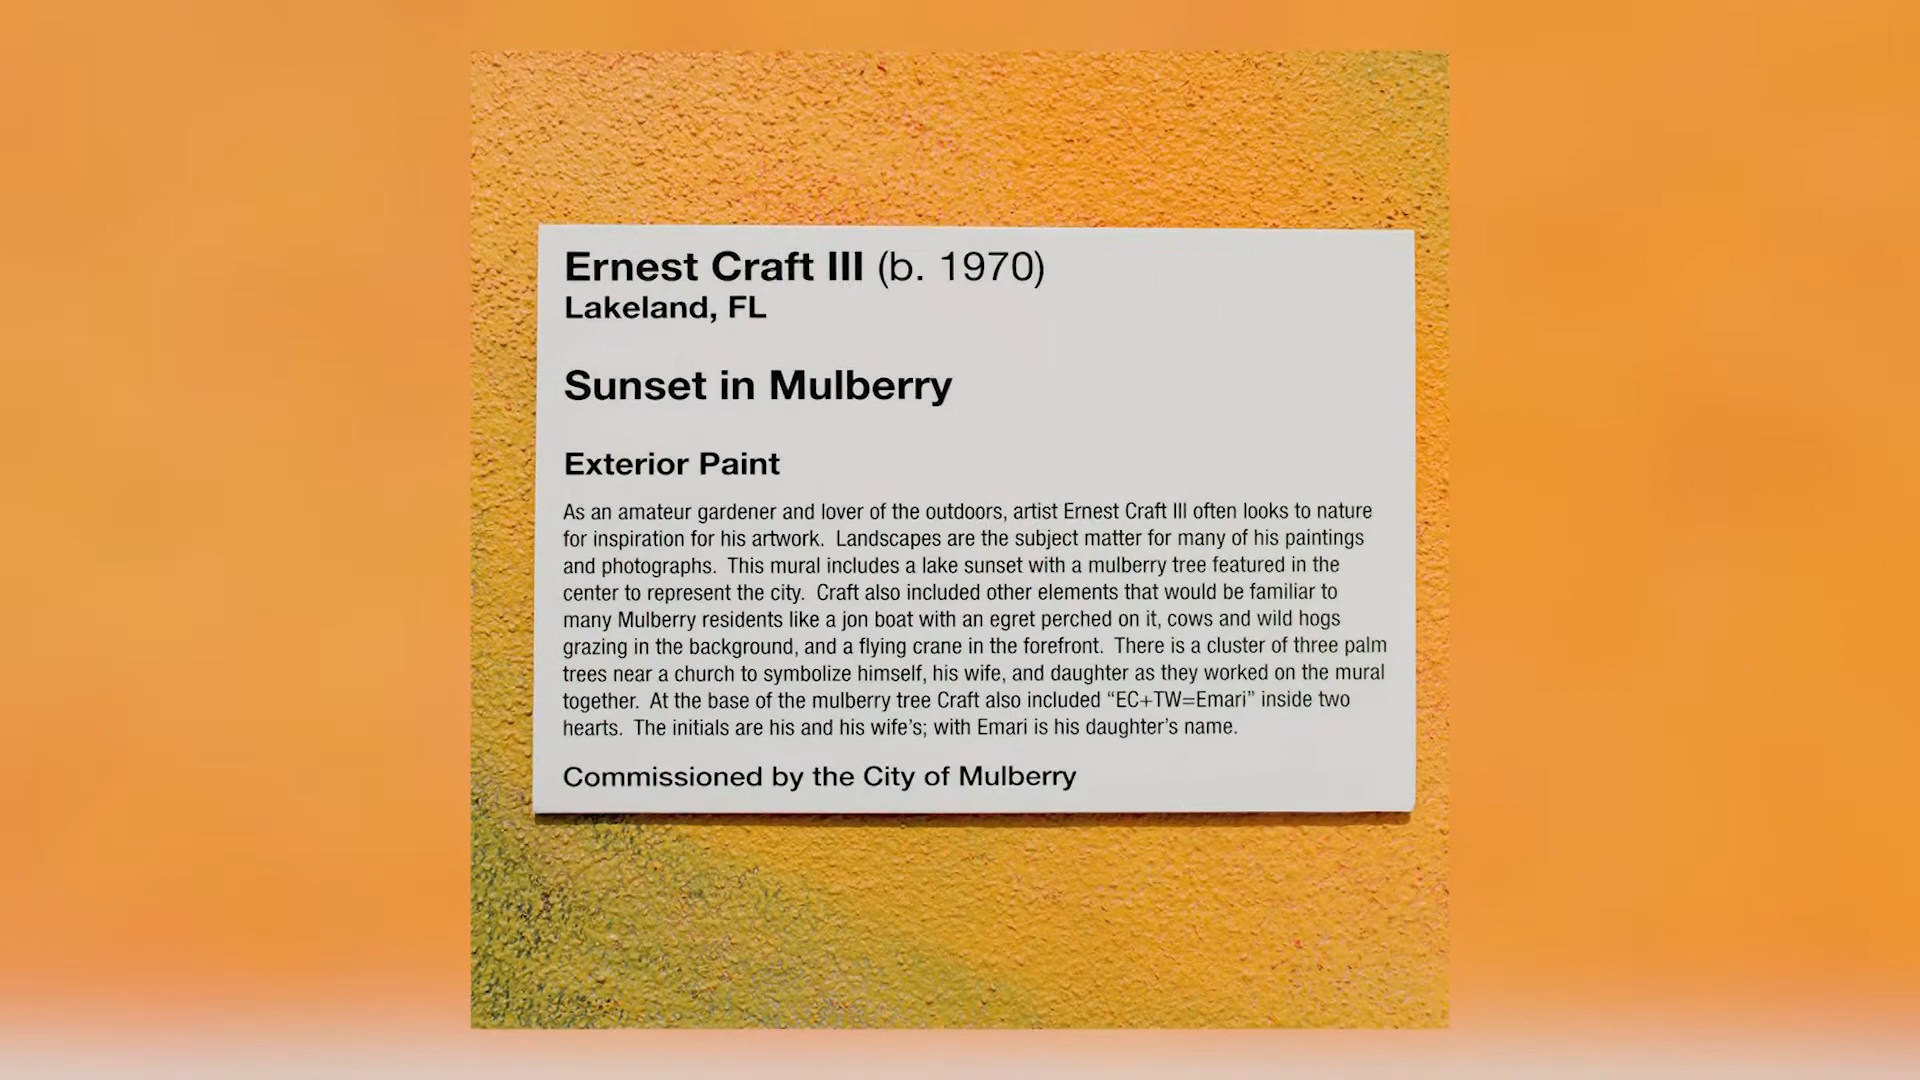 Ernest Craft III (b. 1970)
Lakeland, FL
Sunset in Mulberry
Exterior Paint
As an amateur gardener and lover of the outdoors, artist Ernest Craft III often looks to nature
for inspiration for his artwork.  Landscapes are the subject matter for many of his paintings
and photographs.  This mural includes a lake sunset with a mulberry tree featured in the
center to represent the city.  Craft also included other elements that would be familiar to
many Mulberry residents like a jon boat with an egret perched on it, cows and wild hogs
grazing in the background, and a flying crane in the forefront.  There is a cluster of three palm
trees near a church to symbolize himself, his wife, and daughter as they worked on the mural
together.  At the base of the mulberry tree Craft also included “EC+TW=Emari” inside two
hearts.  The initials are his and his wife’s; with Emari is his daughter’s name.
Commissioned by the City of Mulberry